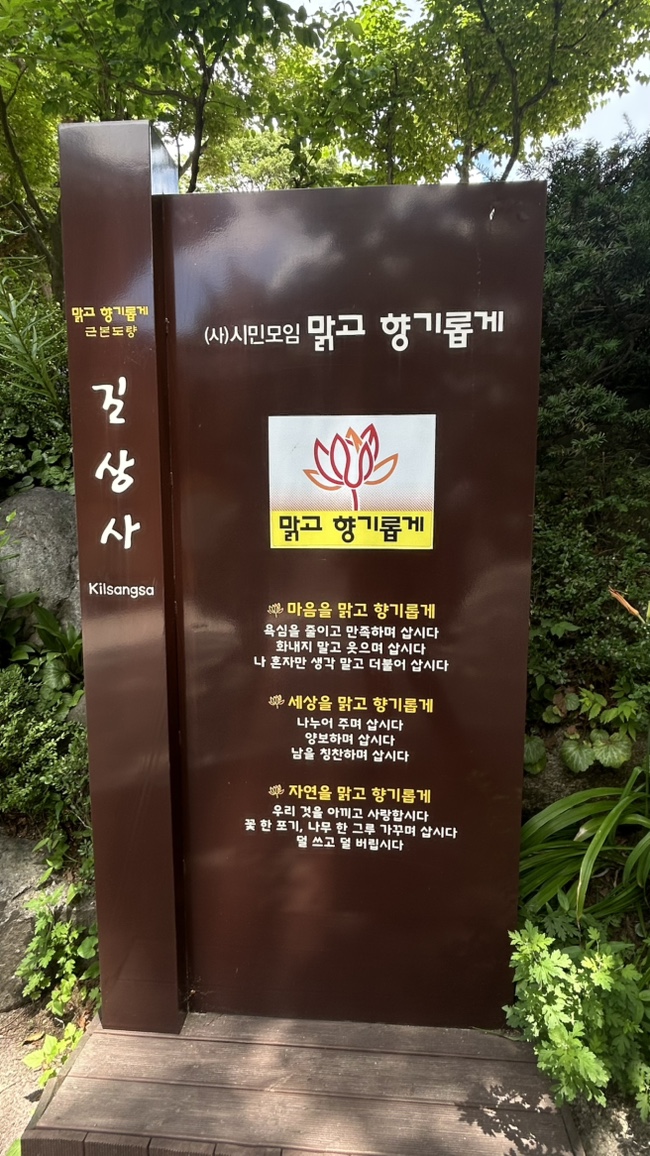 맑고 향기롭게
근본도량
길상사
Kilsangsa
(사)시민모임 맑고 향기롭게
맑고 향기롭게
마음을 맑고 향기롭게
욕심을 줄이고 만족하며 삽시다
화내지 말고 웃으며 삽시다
나 혼자만 생각 말고 더불어 삽시다
세상을 맑고 향기롭게
나누어 주며 삽시다
양보하며 삽시다
남을 칭찬하며 삽시다
자연을 맑고 향기롭게
우리 것을 아끼고 사랑합시다
꽃 한 포기, 나무 한 그루 가꾸며 삽시다
덜 쓰고 덜 버립시다